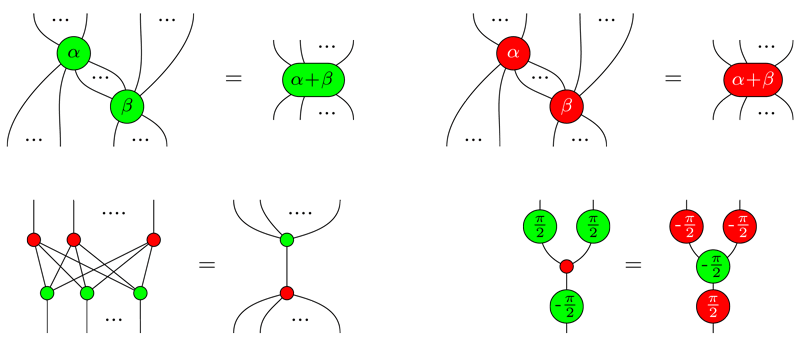 ... ... ... ...
α = α+β α = α+β
... ...
β β
... ... ... ... ... ...
.... .... π/2 π/2 -π/2 -π/2
= = -π/2
... ... -π/2 π/2